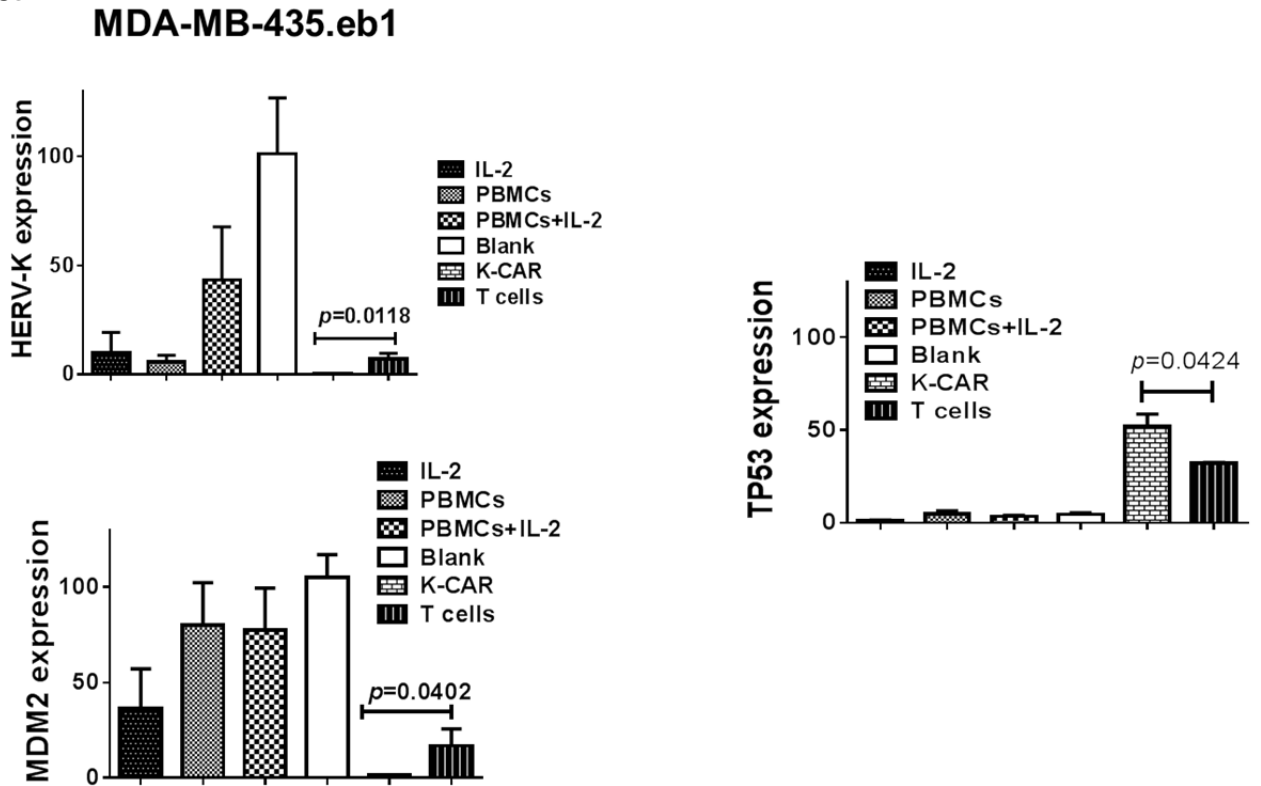 MDA-MB-435.eb1
HERV-K expression
100
50
0
p=0.0118
IL-2
PBMCs
PBMCs+IL-2
Blank
K-CAR
T cells
MDM2 expression
100
50
0
p=0.0402
IL-2
PBMCs
PBMCs+IL-2
Blank
K-CAR
T cells
TP53 expression
100
50
0
p=0.0424
IL-2
PBMCs
PBMCs+IL-2
Blank
K-CAR
T cells